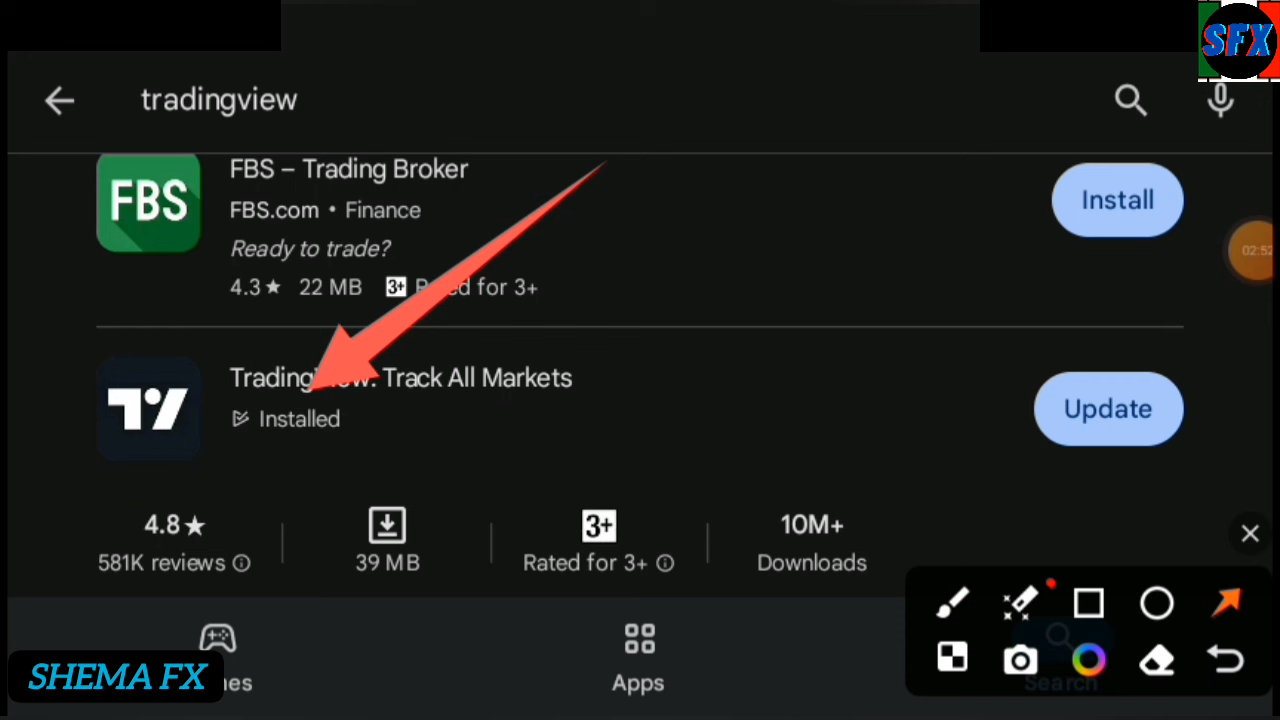 SFX
tradingview
FBS – Trading Broker
FBS
FBS.com • Finance
Install
Ready to trade?
02:52
4.3★ 22 MB 3+ Rated for 3+
TradingView: Track All Markets
Installed
Update
4.8★ 39 MB 3+ 10M+
581K reviews Rated for 3+ Downloads
SHEMA FX
Apps
Search